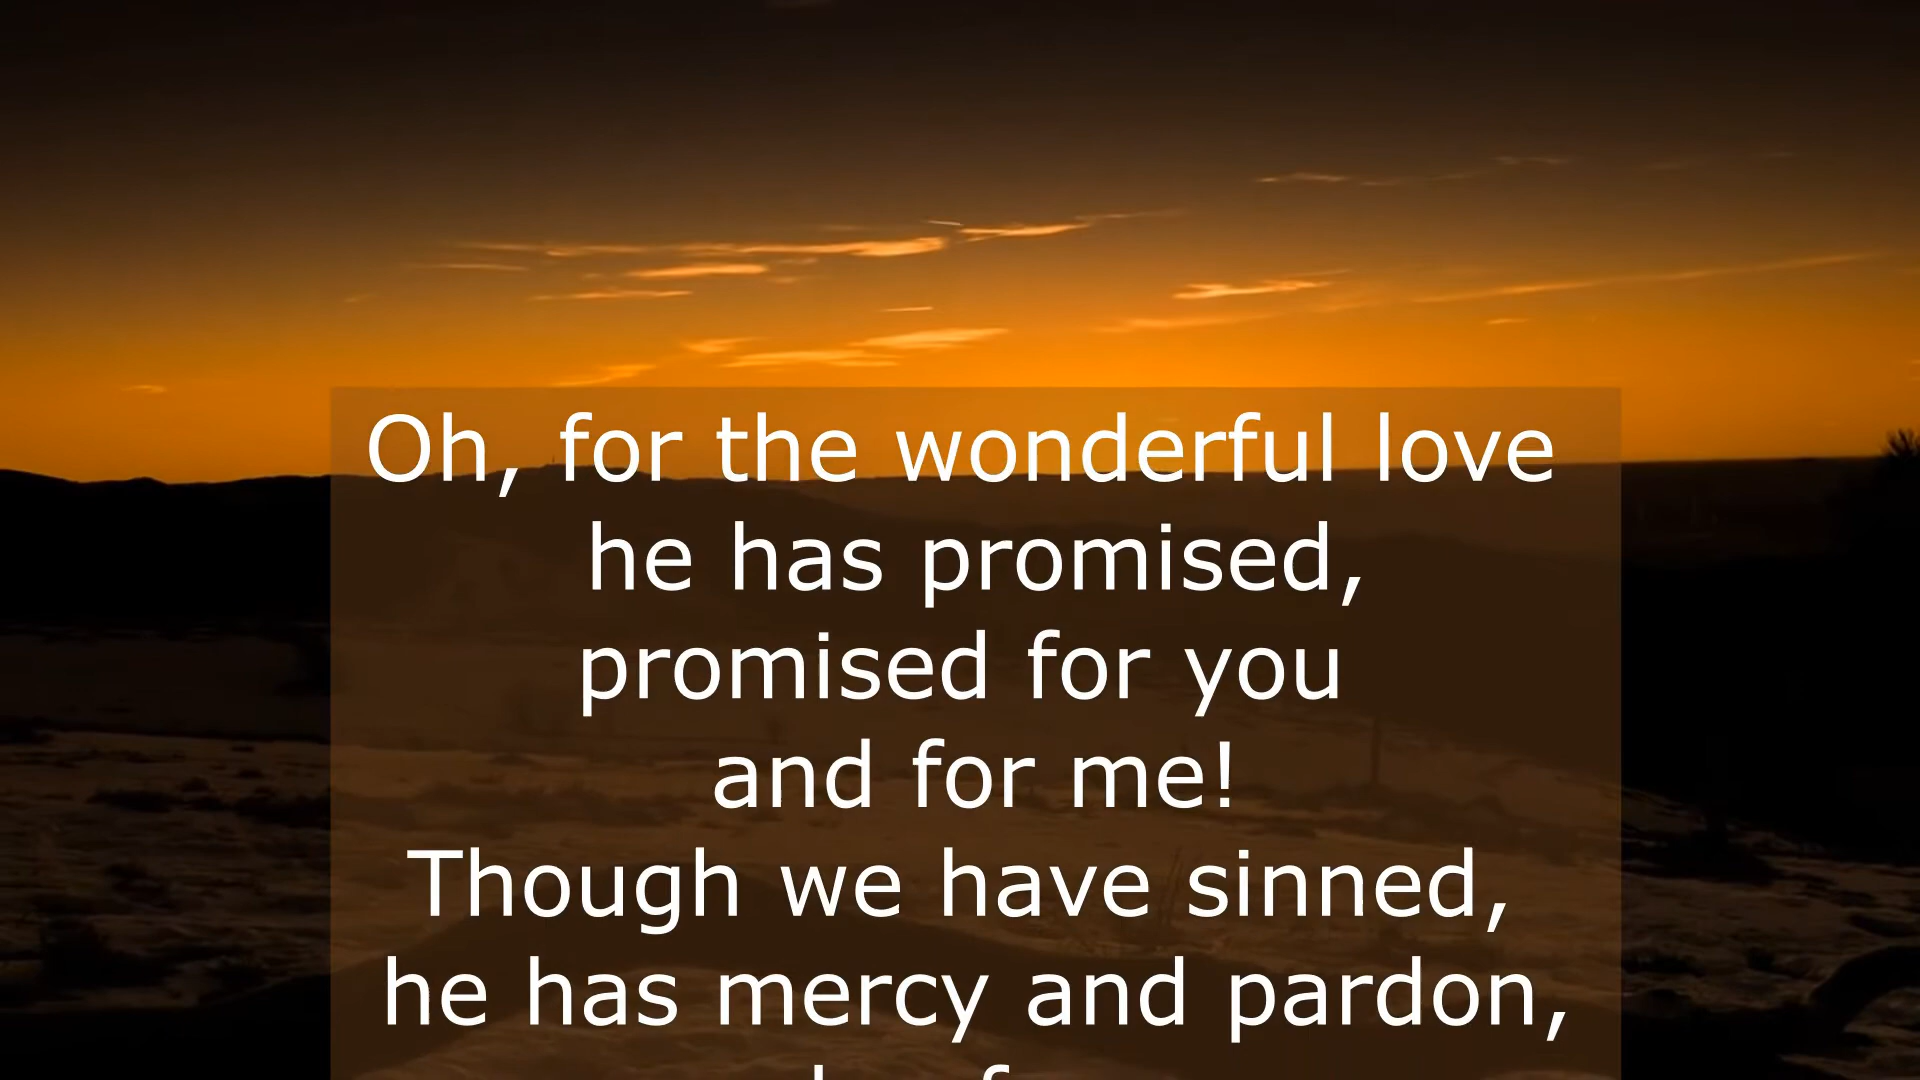 Oh, for the wonderful love
he has promised,
promised for you
and for me!
Though we have sinned,
he has mercy and pardon,